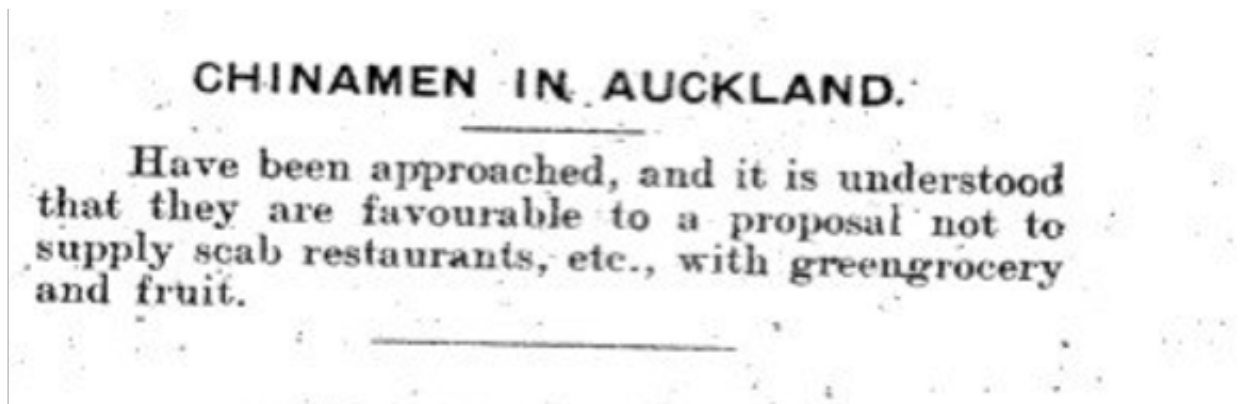 CHINAMEN IN AUCKLAND.
Have been approached, and it is understood
that they are favourable to a proposal not to
supply scab restaurants, etc., with greengrocery
and fruit.